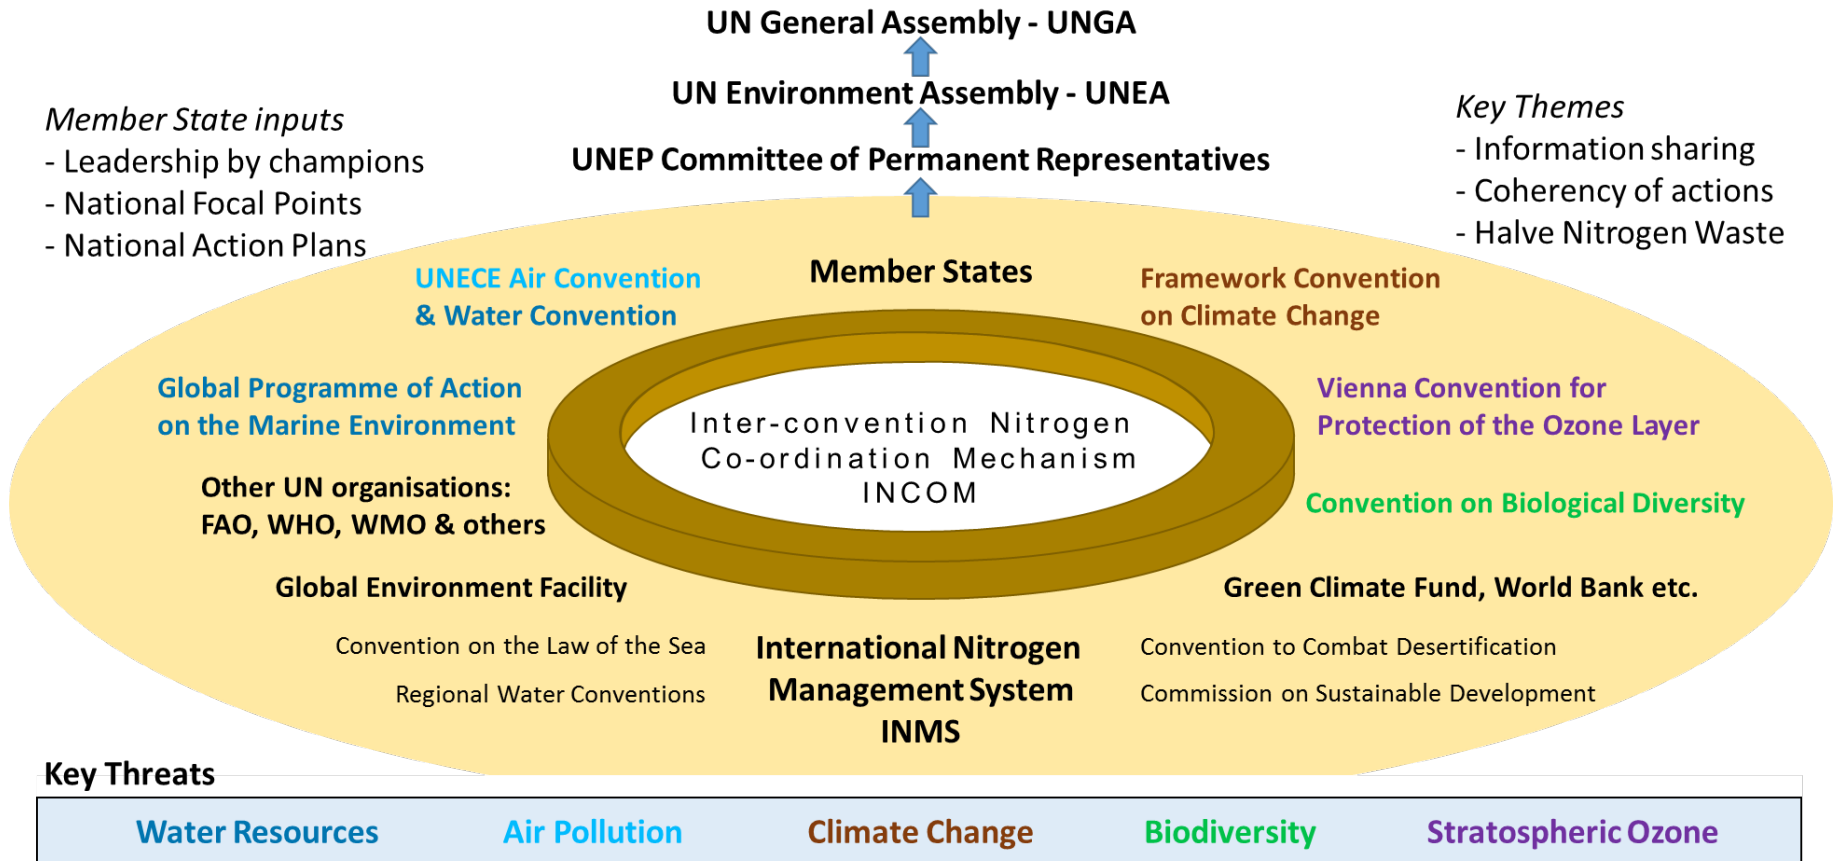 UN General Assembly - UNGA
UN Environment Assembly - UNEA
UNEP Committee of Permanent Representatives
Member State inputs
- Leadership by champions
- National Focal Points
- National Action Plans
Key Themes
- Information sharing
- Coherency of actions
- Halve Nitrogen Waste
Member States
UNECE Air Convention
& Water Convention
Framework Convention
on Climate Change
Global Programme of Action
on the Marine Environment
Vienna Convention for
Protection of the Ozone Layer
Inter-convention Nitrogen
Co-ordination Mechanism
INCOM
Other UN organisations:
FAO, WHO, WMO & others
Convention on Biological Diversity
Global Environment Facility
Green Climate Fund, World Bank etc.
Convention on the Law of the Sea
Regional Water Conventions
International Nitrogen
Management System
INMS
Convention to Combat Desertification
Commission on Sustainable Development
Key Threats
Water Resources
Air Pollution
Climate Change
Biodiversity
Stratospheric Ozone